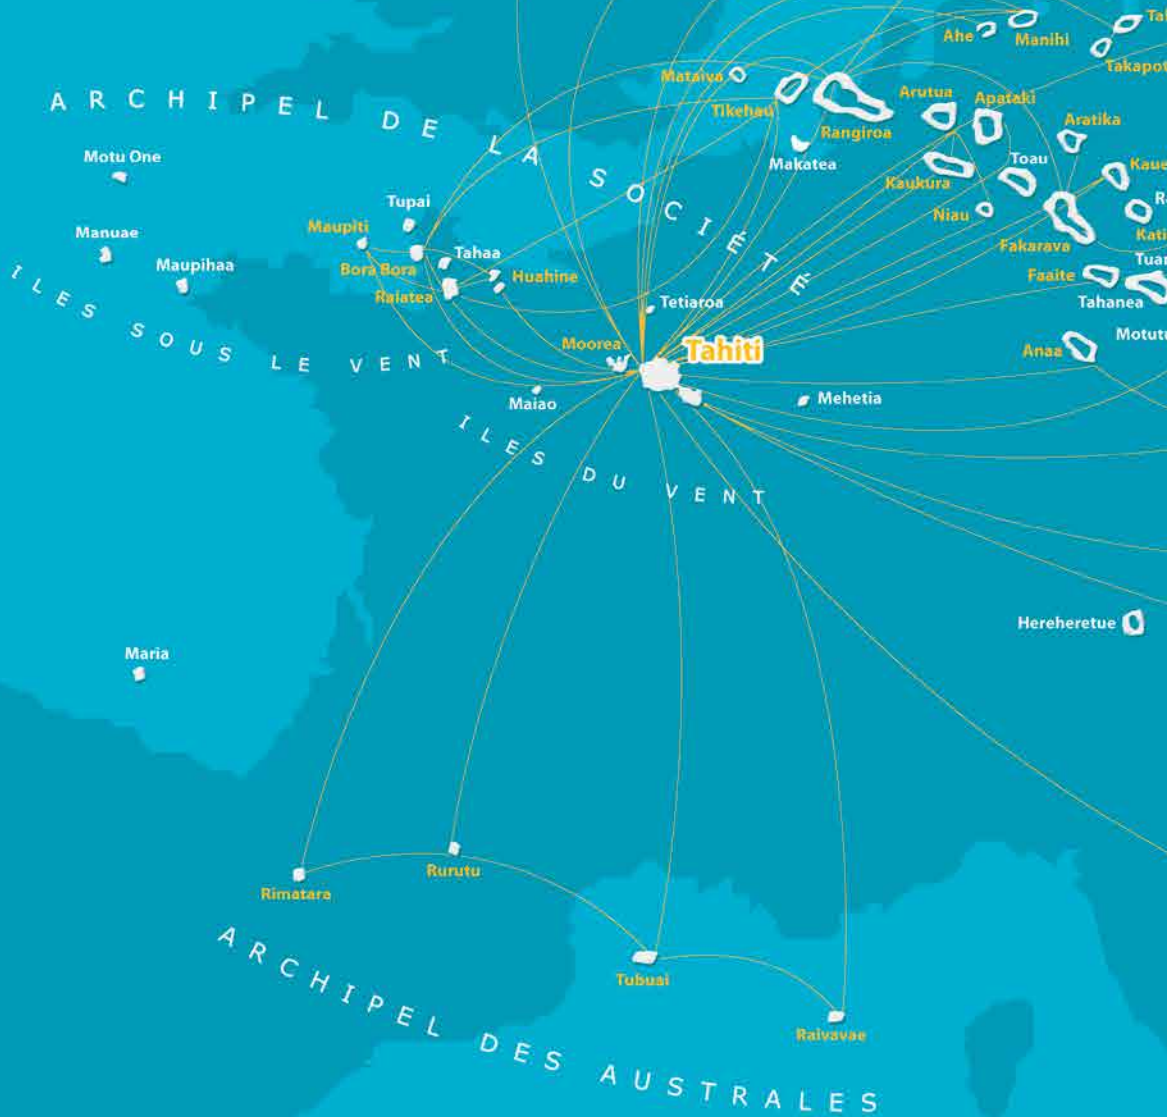 Ahe
Manihi
Mataiva
Tikehau
Rangiroa
Arutua
Apataki
Aratika
Makatea
Toau
Kaukura
Niau
Fakarava
Faaite
Tahanea
Anaa
ARCHIPEL DE LA SOCIÉTÉ
Motu One
Tupai
Maupiti
Manuae
Tahaa
Maupihaa
Bora Bora
Huahine
Raiatea
Tetiaroa
ILES SOUS LE VENT
Moorea
Tahiti
Maiao
Mehetia
ILES DU VENT
Hereheretue
Maria
Rimatara
Rurutu
Tubuai
Raivavae
ARCHIPEL DES AUSTRALES